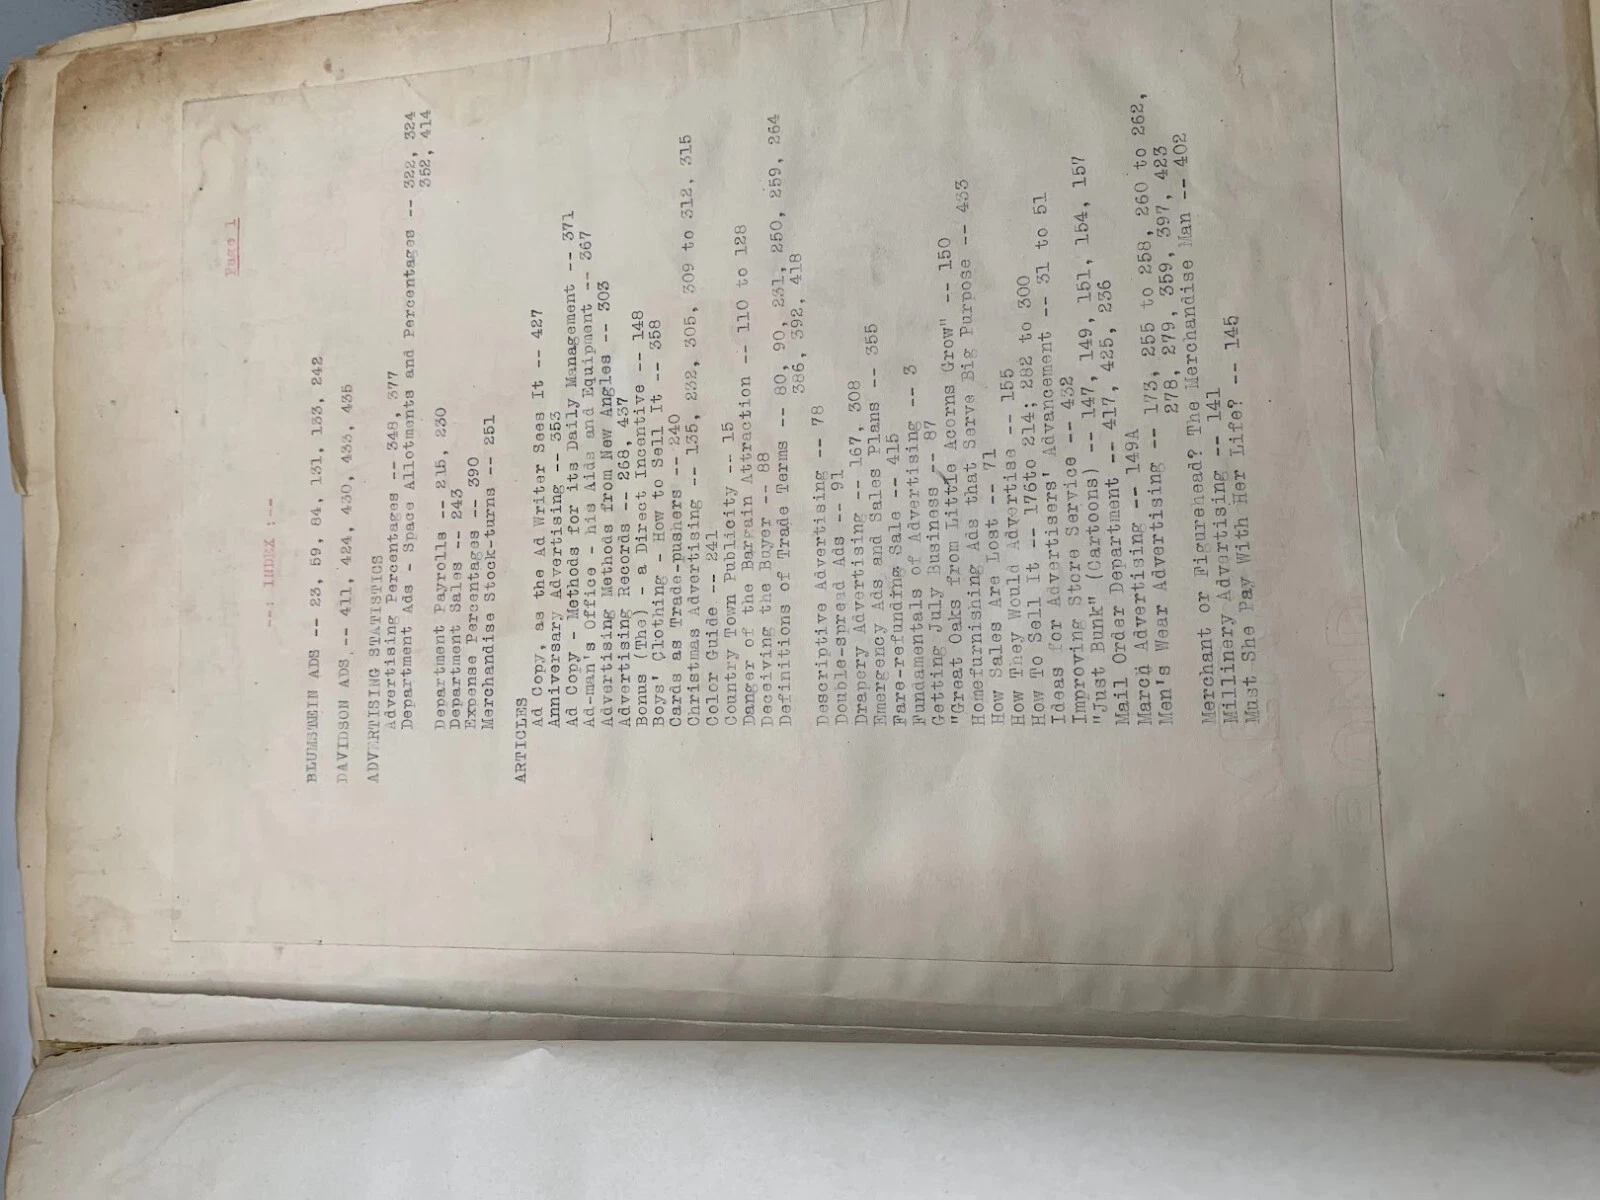 Page 1
--: INDEX :--
BLUMSTEIN ADS -- 23, 59, 84, 131, 133, 242
DAVIDSON ADS.-- 411, 424, 430, 433, 435
ADVERTISING STATISTICS
Advertising Percentages -- 348, 377
Department Ads - Space Allotments and Percentages -- 322, 324
352, 414
Department Payrolls -- 215, 230
Department Sales -- 243
Expense Percentages -- 390
Merchandise Stock-turns -- 251
ARTICLES
Ad Copy, as the Ad Writer Sees It -- 427
Anniversary Advertising -- 353
Ad Copy - Methods for its Daily Management -- 371
Ad-man's Office - his Aids and Equipment -- 367
Advertising Methods from New Angles -- 303
Advertising Records -- 268, 437
Bonus (The) - a Direct Incentive -- 148
Boys' Clothing - How to Sell It -- 358
Cards as Trade-pushers -- 240
Christmas Advertising -- 135, 232, 305, 309 to 312, 315
Color Guide -- 241
Country Town Publicity -- 15
Danger of the Bargain Attraction -- 110 to 128
Deceiving the Buyer -- 88
Definitions of Trade Terms -- 80, 90, 231, 250, 259, 264
386, 392, 418
Descriptive Advertising -- 78
Double-spread Ads -- 91
Drapery Advertising -- 167, 308
Emergency Ads and Sales Plans -- 355
Fare-refunding Sale -- 415
Fundamentals of Advertising -- 3
Getting July Business -- 87
"Great Oaks from Little Acorns Grow" -- 150
Homefurnishing Ads that Serve Big Purpose -- 433
How Sales Are Lost -- 71
How They Would Advertise -- 155
How To Sell It -- 176to 214; 282 to 300
Ideas for Advertisers' Advancement -- 31 to 51
Improving Store Service -- 432
"Just Bunk" (Cartoons) -- 147, 149, 151, 154, 157
Mail Order Department -- 417, 425, 236
March Advertising -- 149A
Men's Wear Advertising -- 173, 255 to 258, 260 to 262,
278, 279, 359, 397, 423
Merchant or Figurehead? The Merchandise Man -- 402
Millinery Advertising -- 141
Must She Pay With Her Life? -- 145